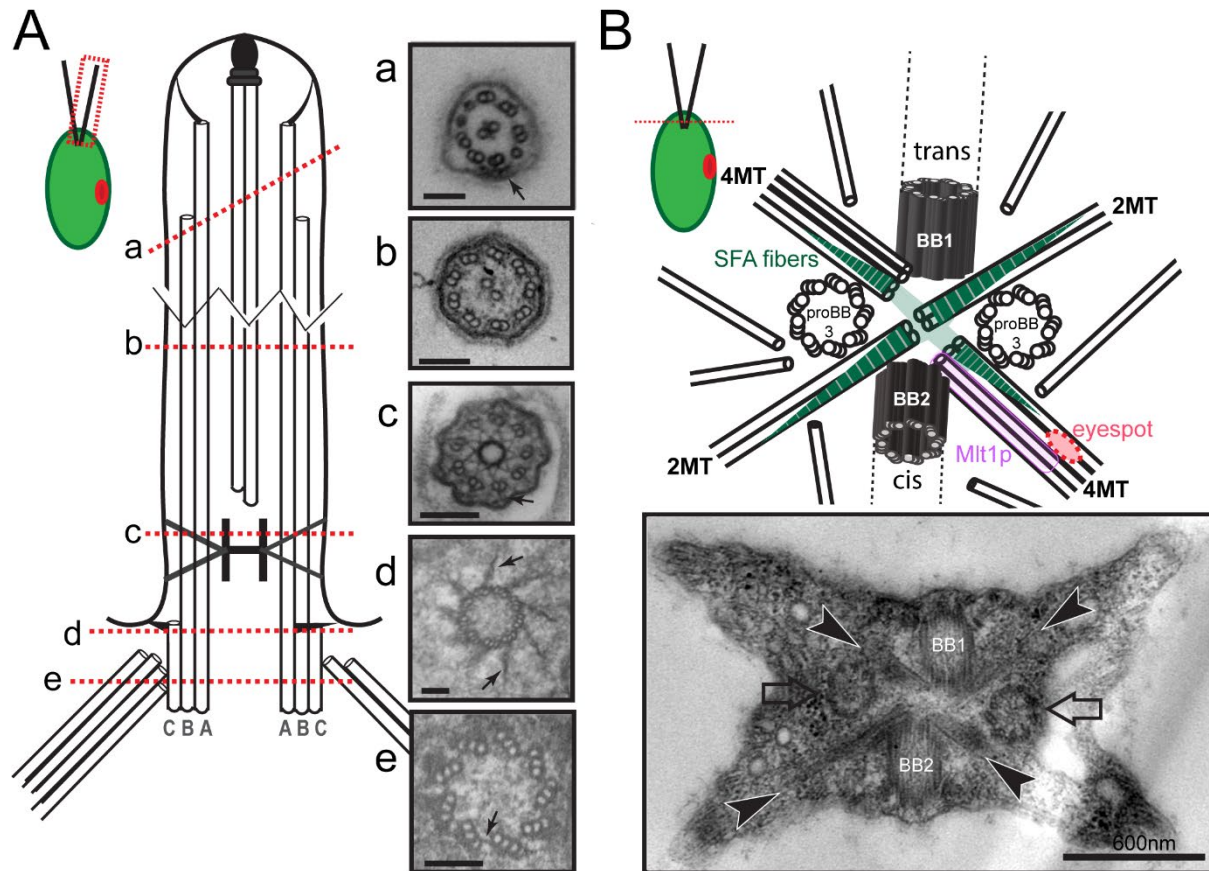 A
a
b
c
d
e
C B A
A B C
a
b
c
d
e
B
trans
4MT
2MT
BB1
SFA fibers
proBB
3
proBB
3
BB2
eyespot
Mlt1p
2MT
cis
4MT
BB1
BB2
600nm